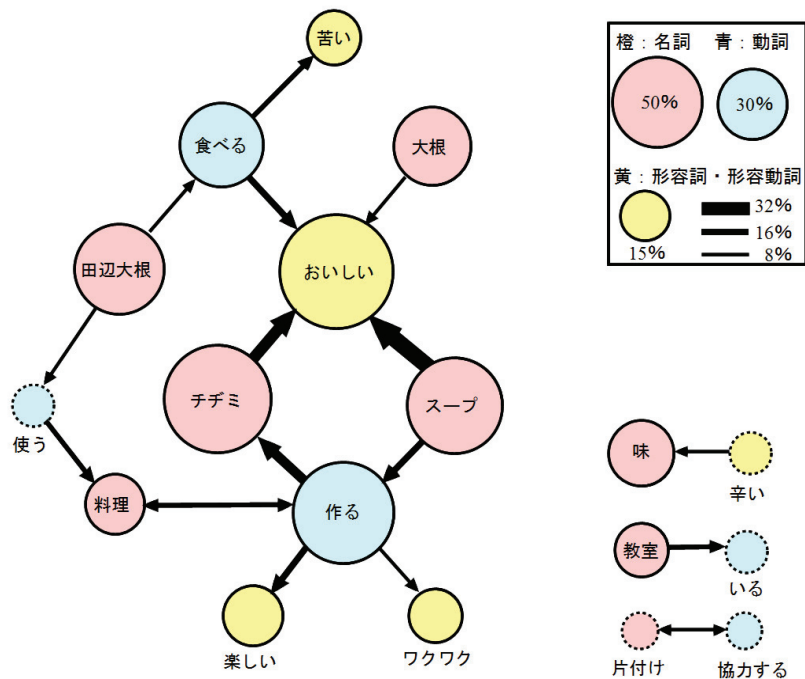 苦い
食べる
大根
田辺大根
おいしい
チヂミ
スープ
使う
料理
作る
楽しい
ワクワク
橙：名詞 青：動詞
50% 30%
黄：形容詞・形容動詞
32%
16%
15% 8%
味
辛い
教室
いる
片付け 協力する